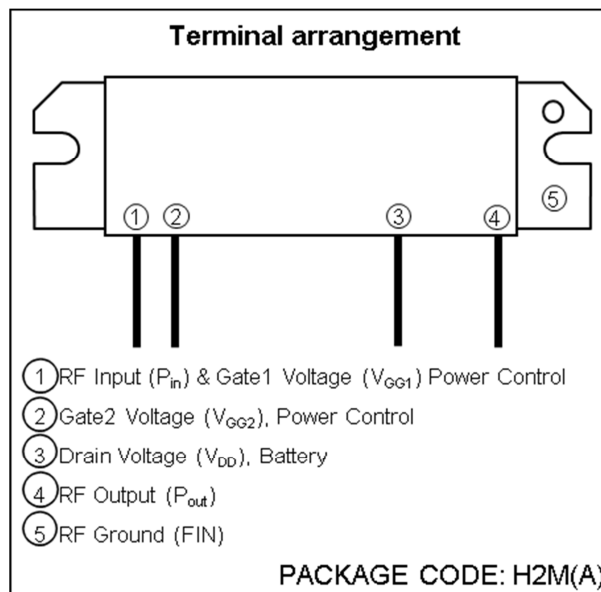 Terminal arrangement
① ② ③ ④ ⑤
①RF Input (Pin) & Gate1 Voltage (VGG1) Power Control
②Gate2 Voltage (VGG2), Power Control
③Drain Voltage (VDD), Battery
④RF Output (Pout)
⑤RF Ground (FIN)
PACKAGE CODE: H2M(A)